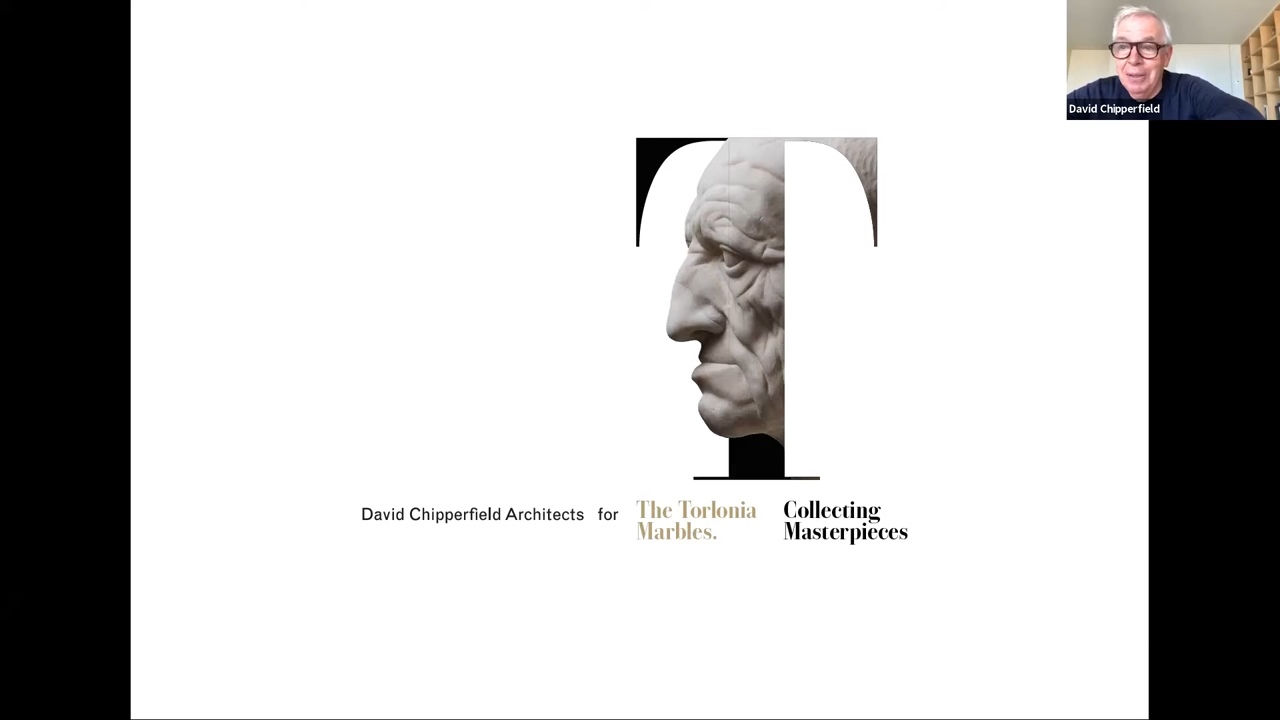 David Chipperfield
T
David Chipperfield Architects for The Torlonia Marbles. Collecting Masterpieces